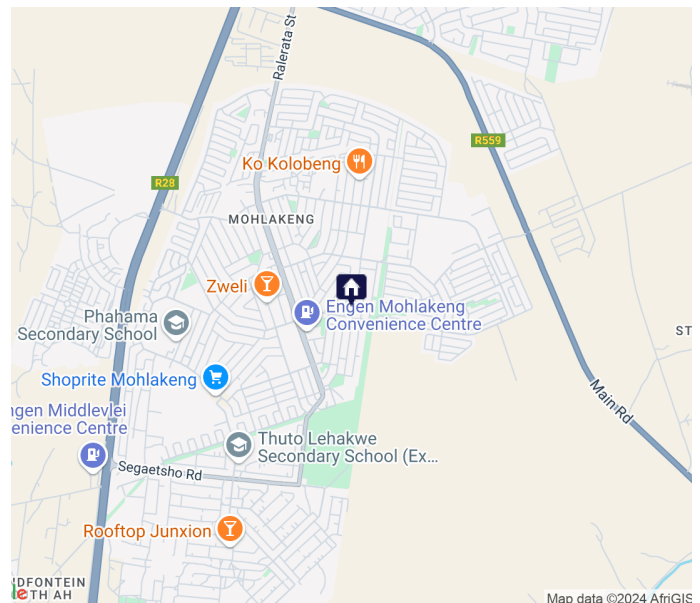 Ralerata St
R559
Ko Kolobeng
R28
MOHLAKENG
Zweli
Engen Mohlakeng
Convenience Centre
Phahama
Secondary School
ST
Shoprite Mohlakeng
Main Rd
ngen Middlevlei
enience Centre
Thuto Lehakwe
Secondary School (Ex...
Segaetsho Rd
Rooftop Junxion
IDFONTEIN
TH AH
Map data ©2024 AfriGIS